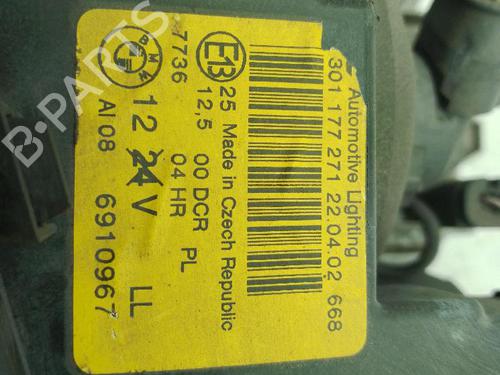 Automotive Lighting
301 177 271 22.04.02 668
E13
25 Made in Czech Republic
12,5 00 DCR PL
7736 04 HR
BMW
12 24 V LL
AI 08 6910967
B-PARTS